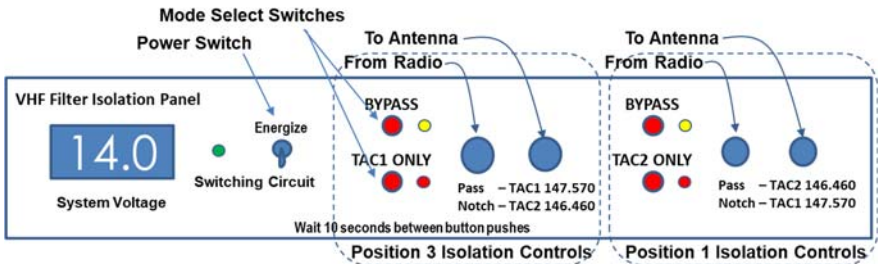 Mode Select Switches
Power Switch
To Antenna
From Radio
To Antenna
From Radio
VHF Filter Isolation Panel
14.0
System Voltage
Energize
Switching Circuit
BYPASS
TAC1 ONLY
Pass – TAC1 147.570
Notch – TAC2 146.460
BYPASS
TAC2 ONLY
Pass – TAC2 146.460
Notch – TAC1 147.570
Wait 10 seconds between button pushes
Position 3 Isolation Controls
Position 1 Isolation Controls